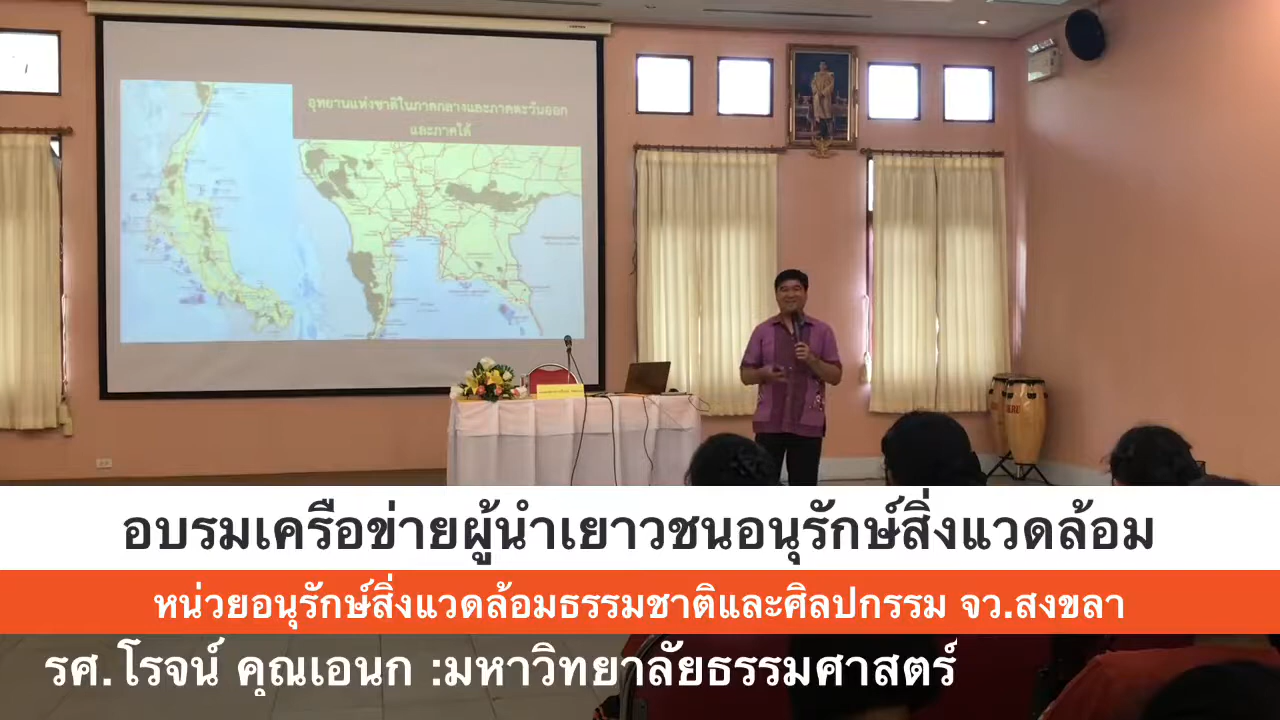 อุทยานแห่งชาติในภาคกลางและภาคตะวันออก
และภาคใต้
อบรมเครือข่ายผู้นำเยาวชนอนุรักษ์สิ่งแวดล้อม
หน่วยอนุรักษ์สิ่งแวดล้อมธรรมชาติและศิลปกรรม จว.สงขลา
รศ.โรจน์ คุณเอนก :มหาวิทยาลัยธรรมศาสตร์